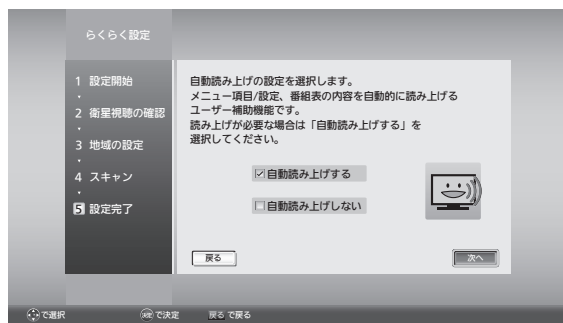 らくらく設定
1 設定開始
2 衛星視聴の確認
3 地域の設定
4 スキャン
5 設定完了
自動読み上げの設定を選択します。
メニュー項目/設定、番組表の内容を自動的に読み上げる
ユーザー補助機能です。
読み上げが必要な場合は「自動読み上げする」を
選択してください。
自動読み上げする
自動読み上げしない
戻る
次へ
で選択 決定 で決定 戻る で戻る